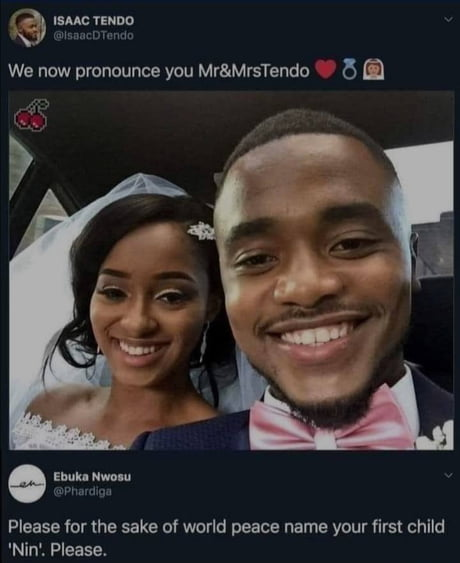 ISAAC TENDO
@IsaacDTendo
We now pronounce you Mr&MrsTendo ❤️ 💍 👰
Ebuka Nwosu
@Phardiga
Please for the sake of world peace name your first child
'Nin'. Please.